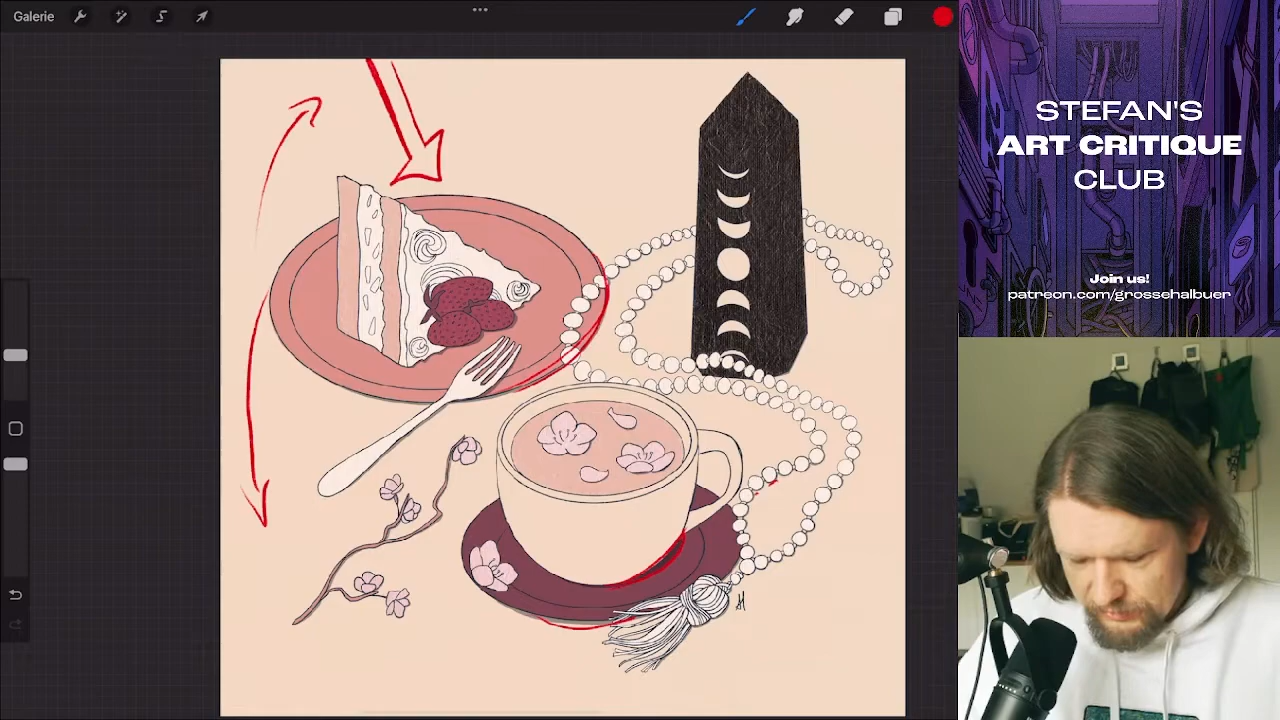 Galerie
STEFAN'S
ART CRITIQUE
CLUB
Join us!
patreon.com/grossehalbuer